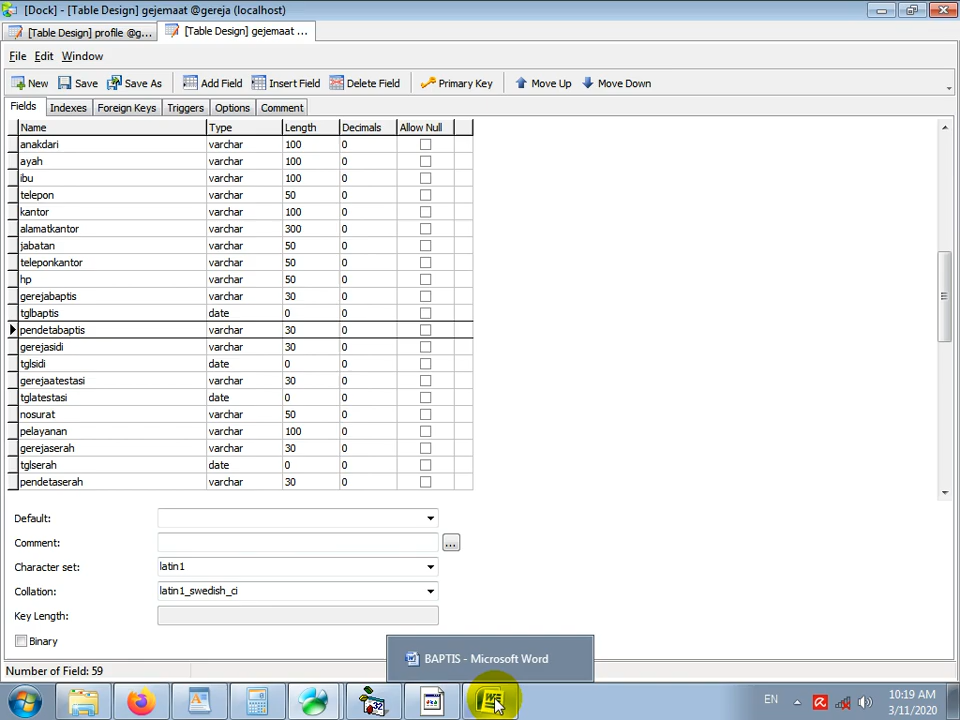 [Dock] - [Table Design] gejemaat @gereja (localhost)
[Table Design] profile @g... [Table Design] gejemaat ...
File Edit Window
New Save Save As Add Field Insert Field Delete Field Primary Key Move Up Move Down
Fields Indexes Foreign Keys Triggers Options Comment
Name Type Length Decimals Allow Null
anakdari varchar 100 0
ayah varchar 100 0
ibu varchar 100 0
telepon varchar 50 0
kantor varchar 100 0
alamatkantor varchar 300 0
jabatan varchar 50 0
teleponkantor varchar 50 0
hp varchar 50 0
gerejabaptis varchar 30 0
tglbaptis date 0 0
pendetabaptis varchar 30 0
gerejasidi varchar 30 0
tglsidi date 0 0
gerejaatestasi varchar 30 0
tglatestasi date 0 0
nosurat varchar 50 0
pelayanan varchar 100 0
gerejaserah varchar 30 0
tglserah date 0 0
pendetaserah varchar 30 0
Default:
Comment: ...
Character set: latin1
Collation: latin1_swedish_ci
Key Length:
Binary
BAPTIS - Microsoft Word
Number of Field: 59
EN 10:19 AM
3/11/2020